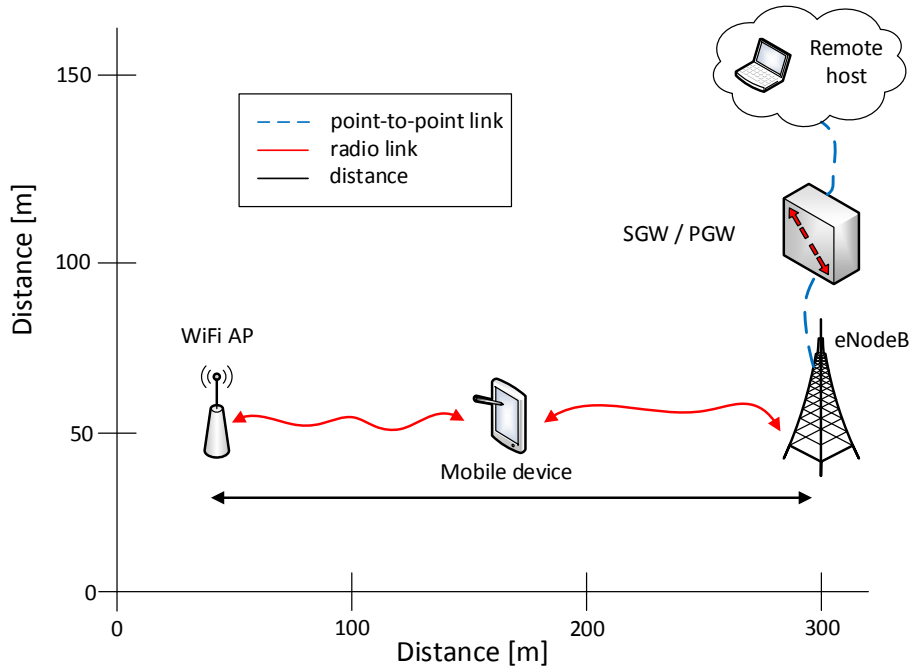 Remote
host
150
point-to-point link
radio link
distance
Distance [m]
SGW / PGW
100
WiFi AP
eNodeB
50
Mobile device
0
0
100
200
300
Distance [m]